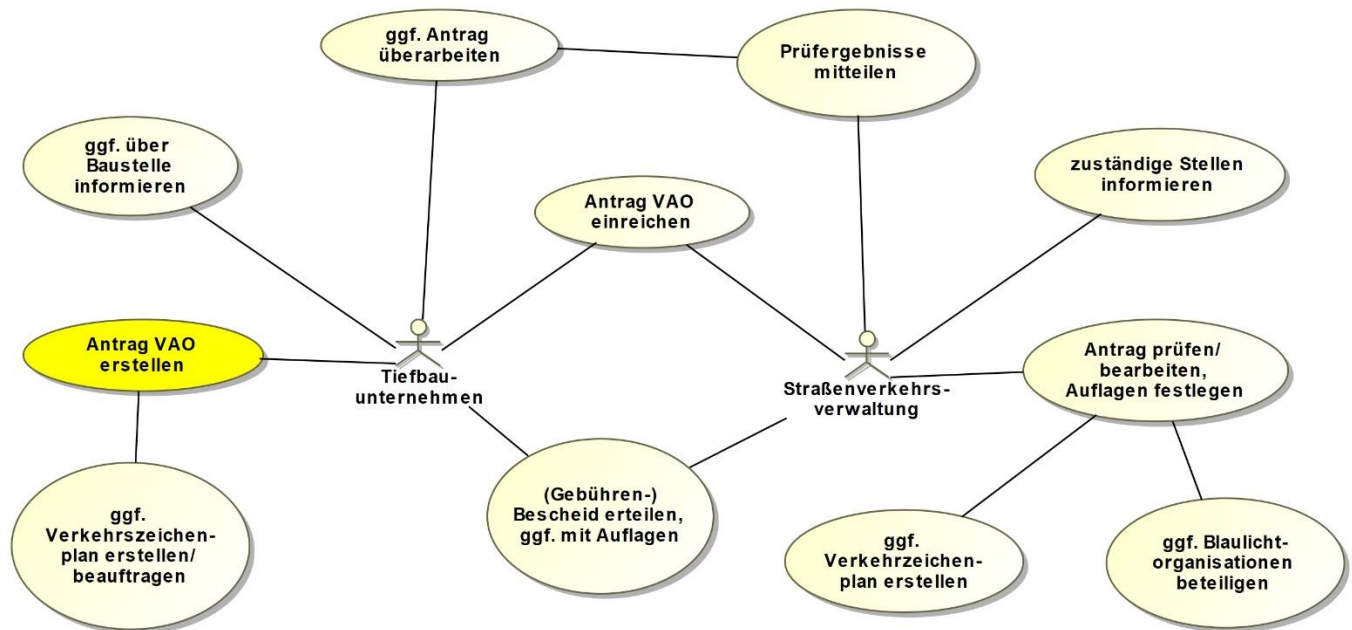 ggf. Antrag
überarbeiten
Prüfergebnisse
mitteilen
ggf. über
Baustelle
informieren
Antrag VAO
einreichen
zuständige Stellen
informieren
Antrag VAO
erstellen
Tiefbau-
unternehmen
Straßenverkehrs-
verwaltung
Antrag prüfen/
bearbeiten,
Auflagen festlegen
ggf.
Verkehrszeichen-
plan erstellen/
beauftragen
(Gebühren-)
Bescheid erteilen,
ggf. mit Auflagen
ggf.
Verkehrzeichen-
plan erstellen
ggf. Blaulicht-
organisationen
beteiligen